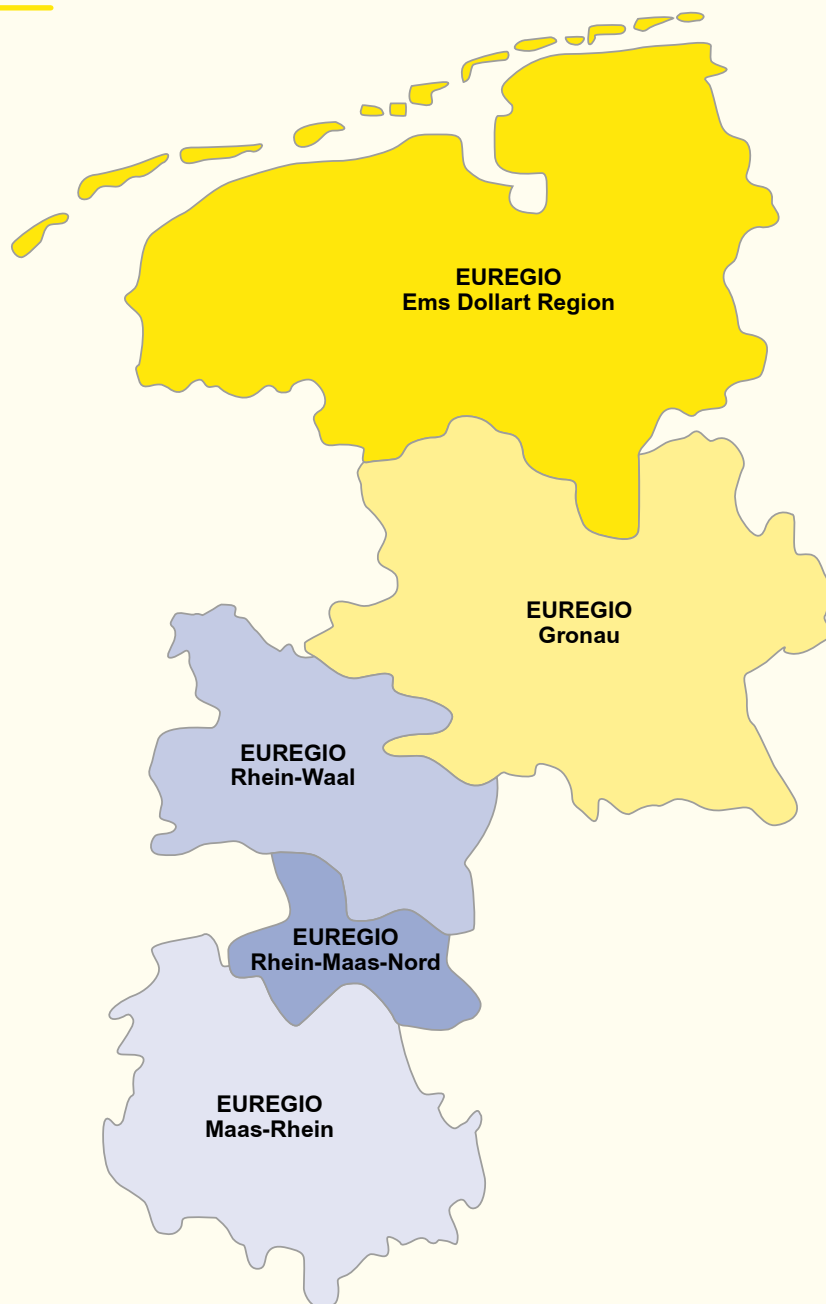 EUREGIO
Ems Dollart Region
EUREGIO
Gronau
EUREGIO
Rhein-Waal
EUREGIO
Rhein-Maas-Nord
EUREGIO
Maas-Rhein